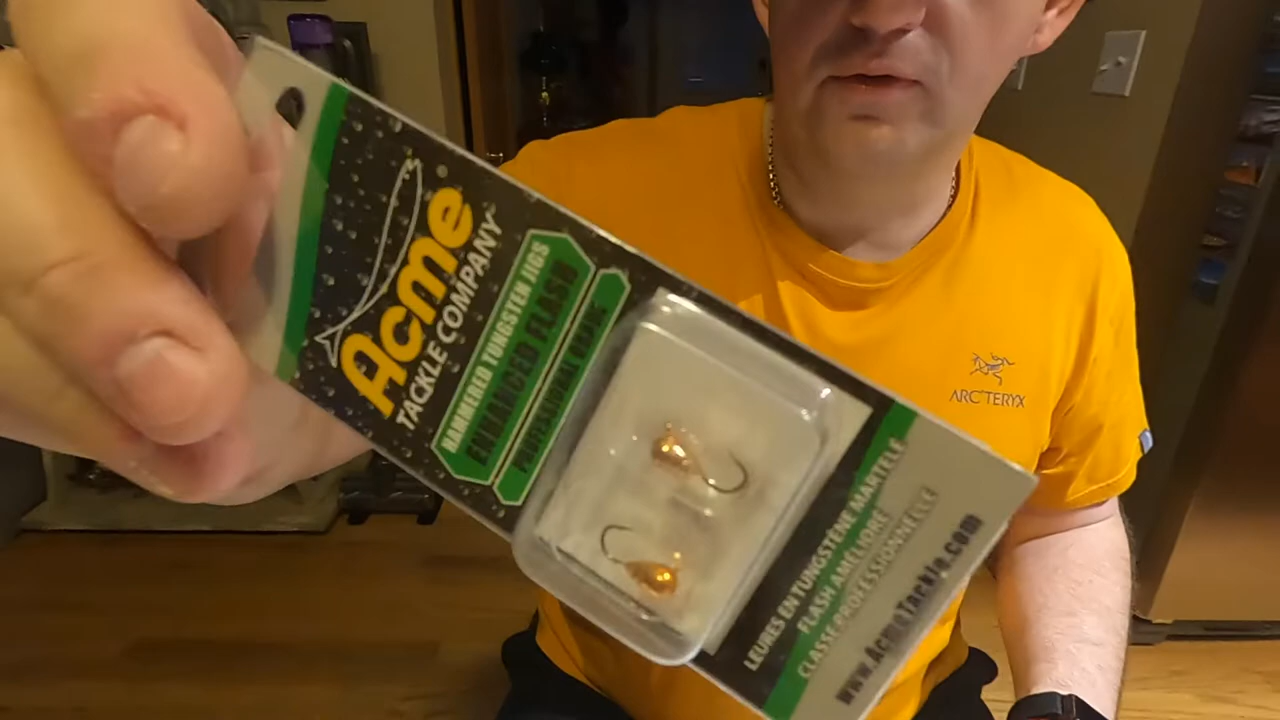 Acme
TACKLE COMPANY
HAMMERED TUNGSTEN JIGS
ENHANCED FLASH
PROFESSIONAL GRADE
LEURES EN TUNGSTÈNE MARTELÉ
FLASH AMÉLIORÉ
CLASSE PROFESSIONNELLE
www.AcmeTackle.com
ARC'TERYX